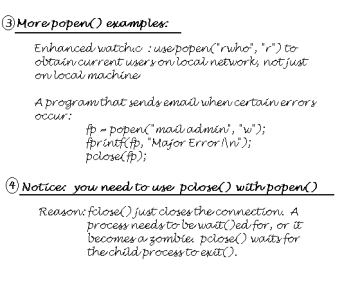 ③ More popen() examples:
Enhanced watch.c : use popen("rwho", "r") to
obtain current users on local network, not just
on local machine
A program that sends email when certain errors
occur:
fp = popen("mail admin", "w");
fprintf(fp, "Major Error!\n");
pclose(fp);
④ Notice: you need to use pclose() with popen()
Reason: fclose() just closes the connection. A
process needs to be wait()ed for, or it
becomes a zombie. pclose() waits for
the child process to exit().